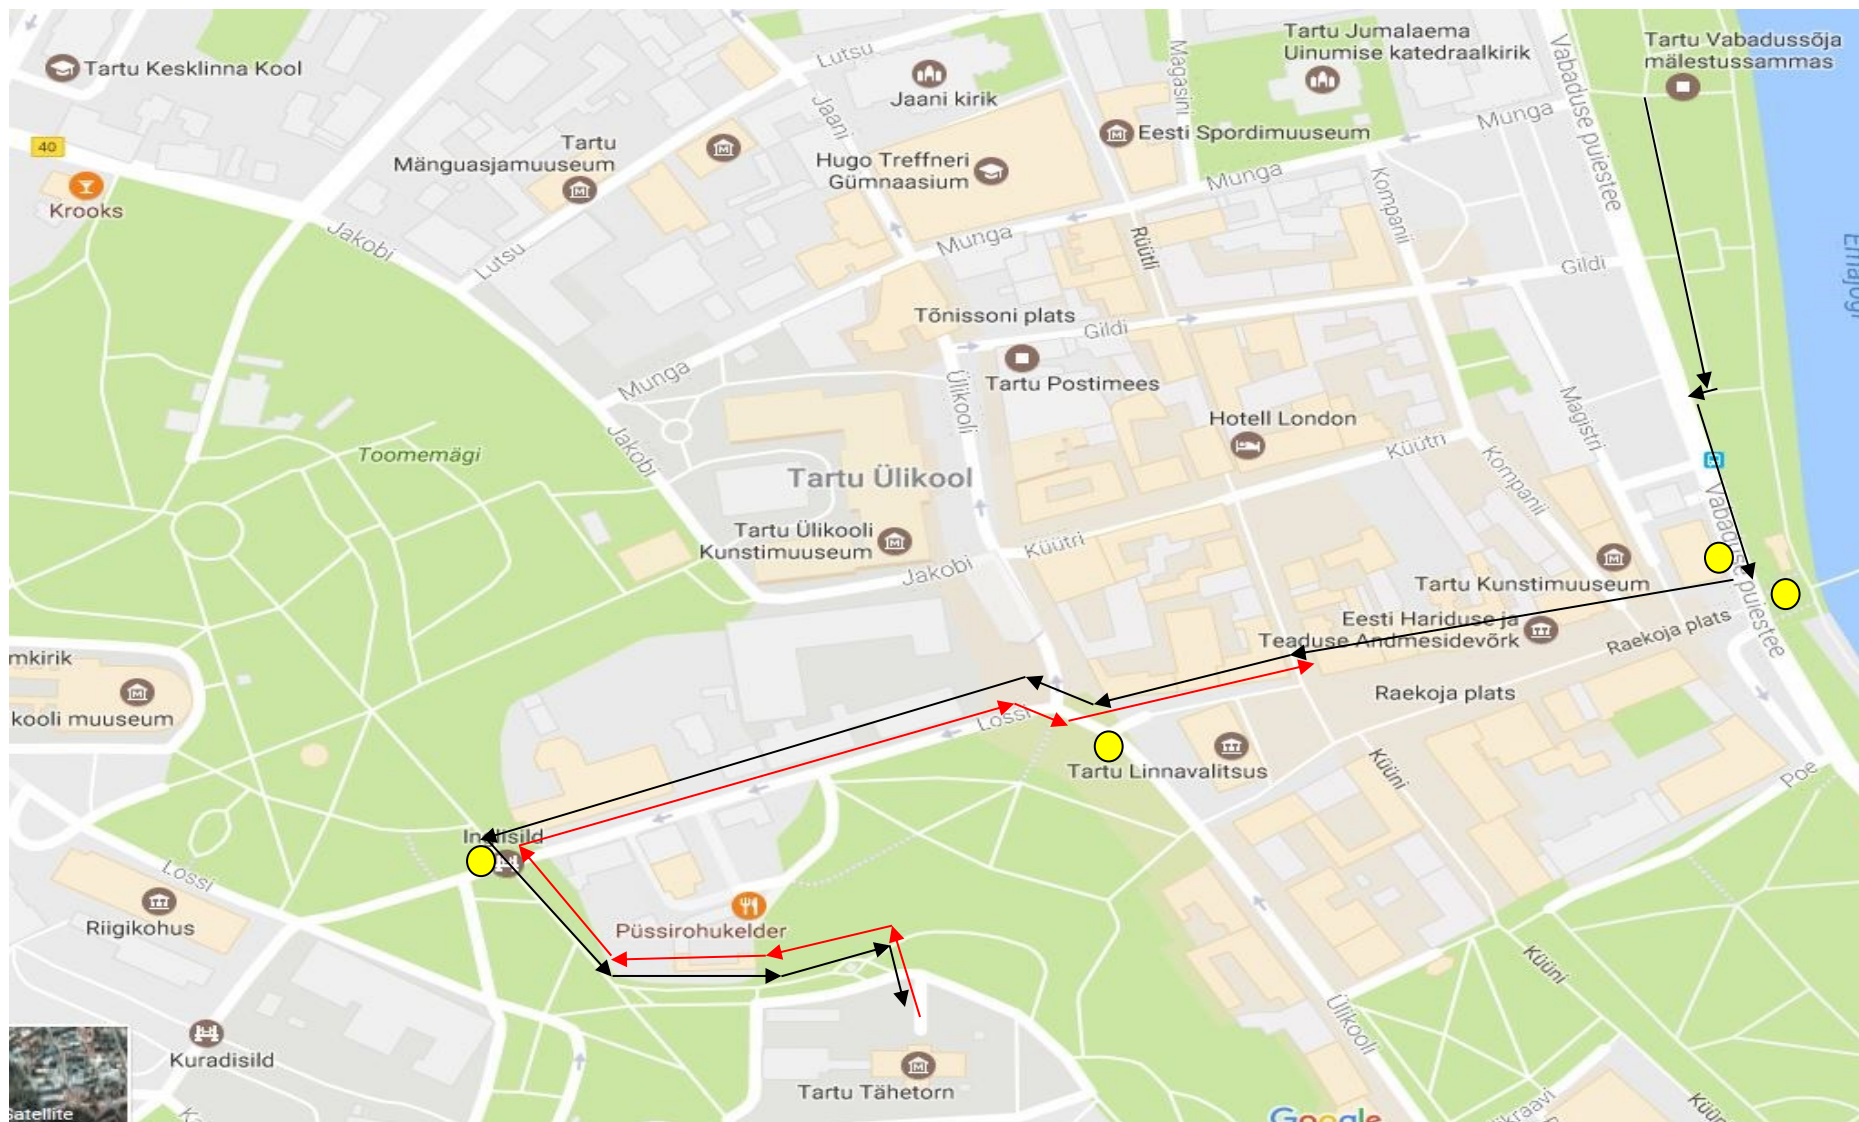 Tartu Kesklinna Kool
Lutsu
Jaani kirik
Magasini
Tartu Jumalaema
Uinumise katedraalkirik
Vabaduse puiestee
Tartu Vabadussõja
mälestussammas
40
Krooks
Tartu
Mänguasjamuuseum
Jaani
Hugo Treffneri
Gümnaasium
Eesti Spordimuuseum
Munga
Munga
Kompanii
Jakobi
Lutsu
Munga
Rüütli
Gildi
Emajõgi
Tõnissoni plats
Gildi
Munga
Tartu Postimees
Ülikooli
Magistri
Hotell London
Küütri
Jakobi
Toomemägi
Tartu Ülikool
Kompanii
Vabaduse puiestee
Tartu Ülikooli
Kunstimuuseum
Küütri
Jakobi
Tartu Kunstimuuseum
Eesti Hariduse ja
Teaduse Andmesidevõrk
Raekoja plats
mkirik
kooli muuseum
Raekoja plats
Lossi
Tartu Linnavalitsus
Küüni
Poe
Inglisild
Lossi
Riigikohus
Püssirohukelder
Küüni
Ülikooli
Kuradisild
Tartu Tähetorn
Satellite
Google
ikraavi